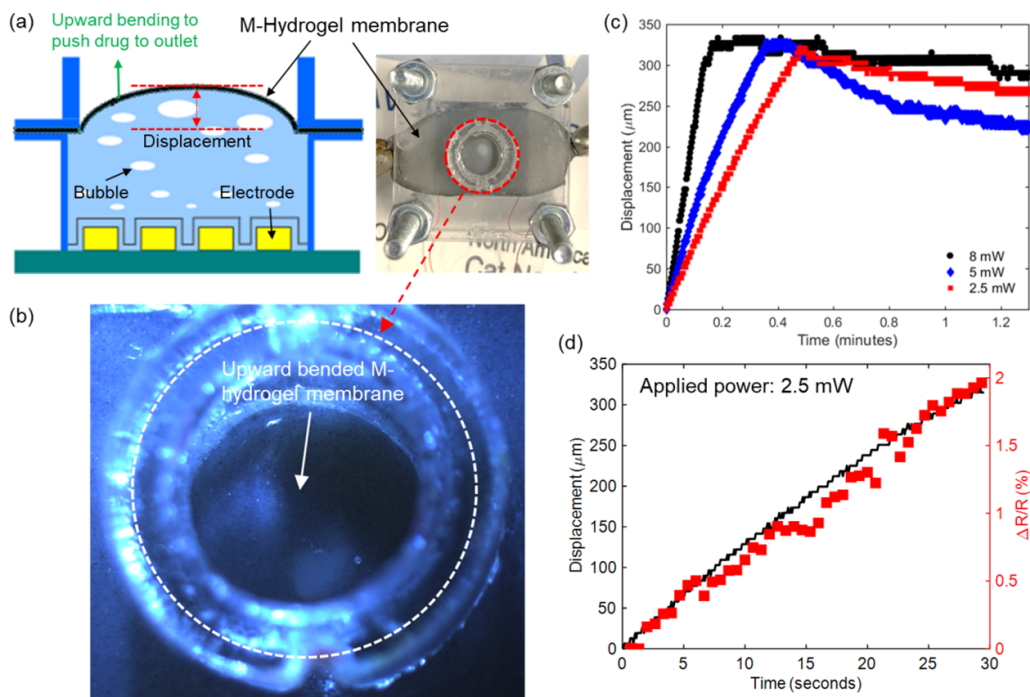 (a)
Upward bending to
push drug to outlet
M-Hydrogel membrane
Displacement
Bubble
Electrode
North America
(b)
Upward bended M-
hydrogel membrane
(c)
Displacement (μm)
350
300
250
200
150
100
50
0
8 mW
5 mW
2.5 mW
0
0.2
0.4
0.6
0.8
1
1.2
Time (minutes)
(d)
Applied power: 2.5 mW
Displacement (μm)
350
300
250
200
150
100
50
0
2
1.5
1
0.5
0
ΔR/R (%)
0
5
10
15
20
25
30
Time (seconds)